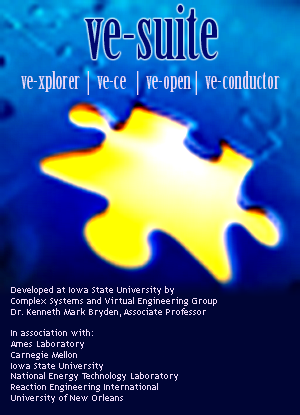 ve-suite
ve-xplorer | ve-ce | ve-open | ve-conductor
Developed at Iowa State University by
Complex Systems and Virtual Engineering Group
Dr. Kenneth Mark Bryden, Associate Professor
In association with:
Ames Laboratory
Carnegie Mellon
Iowa State University
National Energy Technology Laboratory
Reaction Engineering International
University of New Orleans